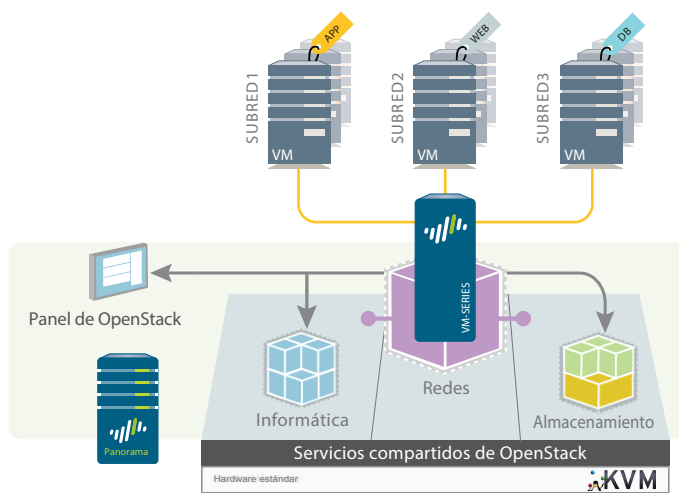 APP
WEB
DB
SUBRED1
SUBRED2
SUBRED3
VM
VM
VM
VM-SERIES
Panel de OpenStack
Redes
Informática
Almacenamiento
Panorama
Servicios compartidos de OpenStack
Hardware estándar
KVM